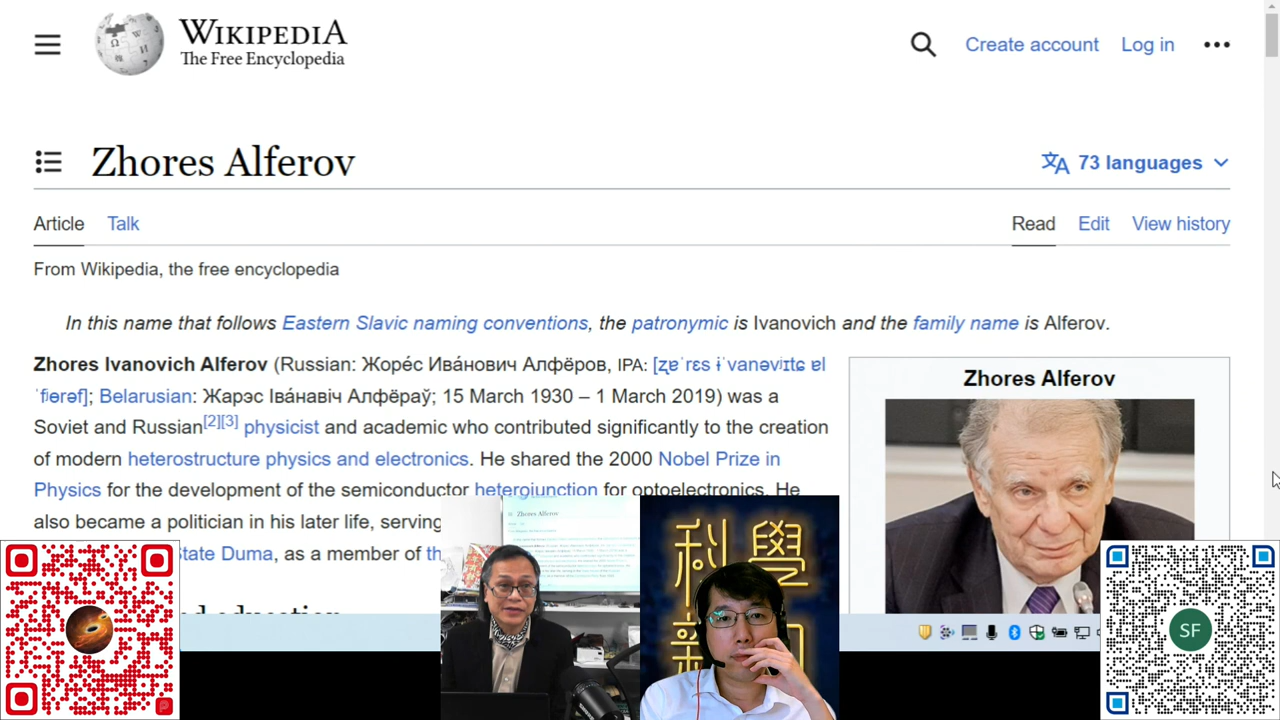 WIKIPEDIA
The Free Encyclopedia
Create account
Log in
Zhores Alferov
73 languages
Article
Talk
Read
Edit
View history
From Wikipedia, the free encyclopedia
In this name that follows Eastern Slavic naming conventions, the patronymic is Ivanovich and the family name is Alferov.
Zhores Ivanovich Alferov (Russian: Жоре́с Ива́нович Алфёров, IPA: [ʐɐˈrɛs ɨˈvanəvʲɪtɕ ɐl
ˈfʲɵrəf]; Belarusian: Жарэс Іва́навіч Алфёраў; 15 March 1930 – 1 March 2019) was a
Soviet and Russian[2][3] physicist and academic who contributed significantly to the creation
of modern heterostructure physics and electronics. He shared the 2000 Nobel Prize in
Physics for the development of the semiconductor heterojunction for optoelectronics. He
also became a politician in his later life, serving
State Duma, as a member of th
Zhores Alferov
Zhores Alferov
科學
新
SF